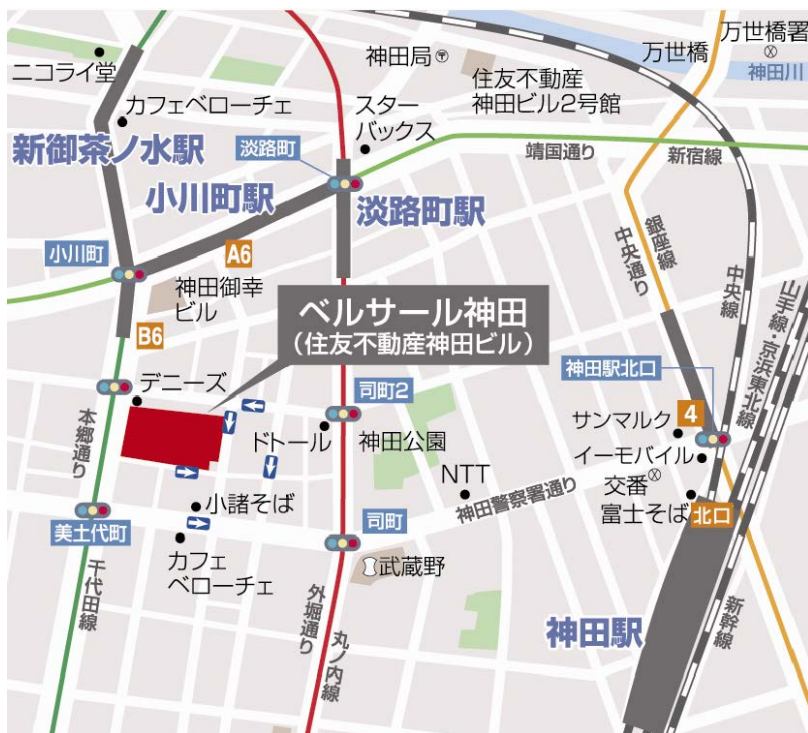 万世橋署
万世橋
神田川
神田局
住友不動産
神田ビル2号館
ニコライ堂
カフェベローチェ
スター
バックス
新御茶ノ水駅
淡路町
靖国通り
新宿線
小川町駅
淡路町駅
小川町
A6
神田御幸
ビル
銀座線
中央通り
中央線
山手線・京浜東北線
ベルサール神田
(住友不動産神田ビル)
B6
神田駅北口
デニーズ
司町2
サンマルク
4
本郷通り
ドトール
神田公園
イーモバイル
NTT
神田警察署通り
交番
小諸そば
富士そば
北口
美土代町
司町
カフェ
ベローチェ
武蔵野
千代田線
外堀通り
丸ノ内線
神田駅
新幹線